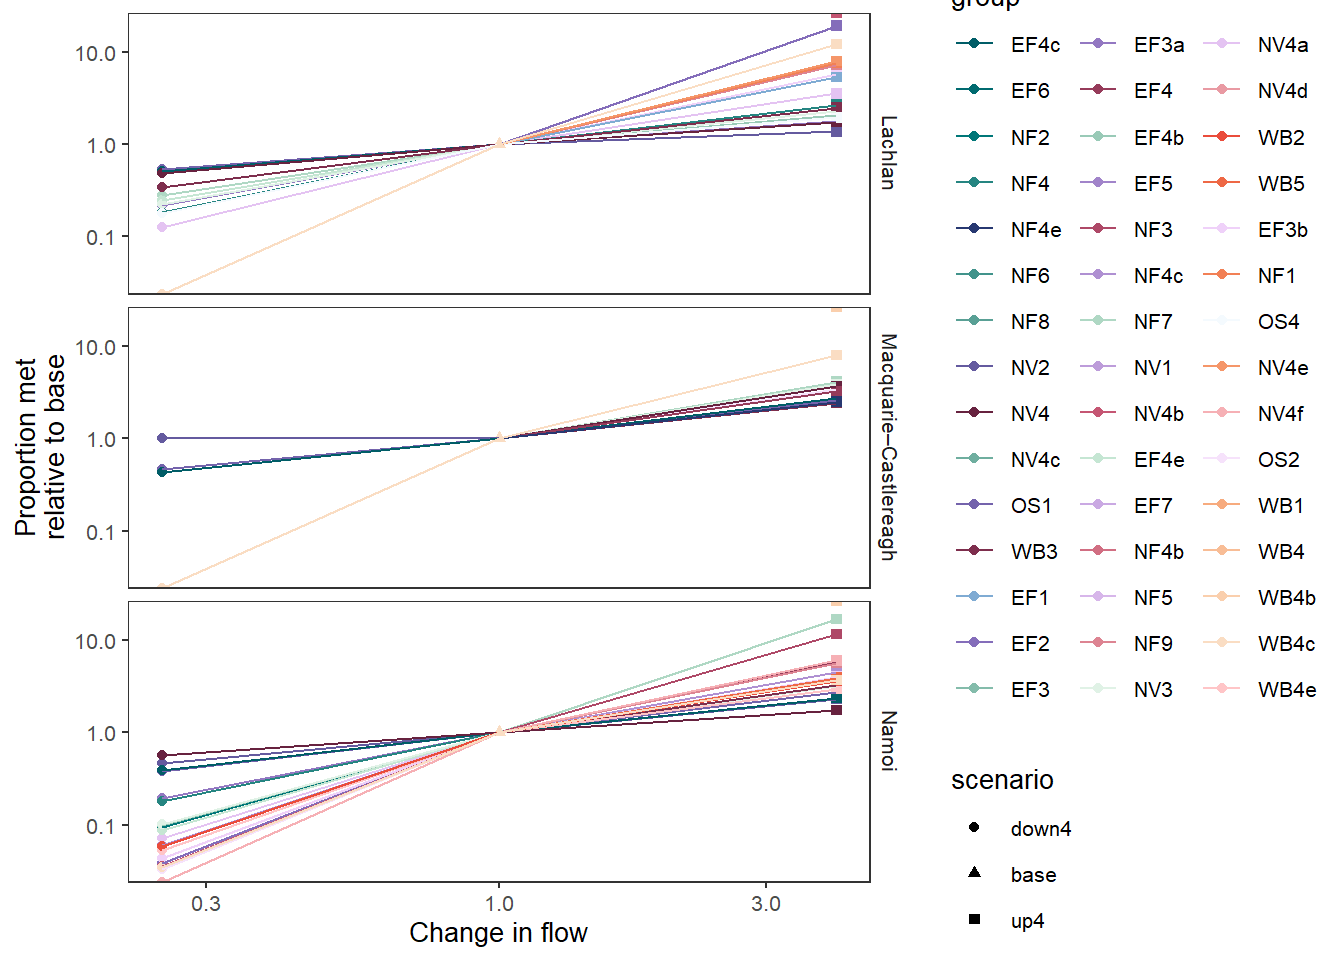 group
EF4c EF3a NV4a
EF6 EF4 NV4d
NF2 EF4b WB2
NF4 EF5 WB5
NF4e NF3 EF3b
NF6 NF4c NF1
NF8 NF7 OS4
NV2 NV1 NV4e
NV4 NV4b NV4f
NV4c EF4e OS2
OS1 EF7 WB1
WB3 NF4b WB4
EF1 NF5 WB4b
EF2 NF9 WB4c
EF3 NV3 WB4e
scenario
down4
base
up4
Proportion met
relative to base
10.0
1.0
0.1
Lachlan
10.0
1.0
0.1
Macquarie–Castlereagh
10.0
1.0
0.1
Namoi
0.3 1.0 3.0
Change in flow